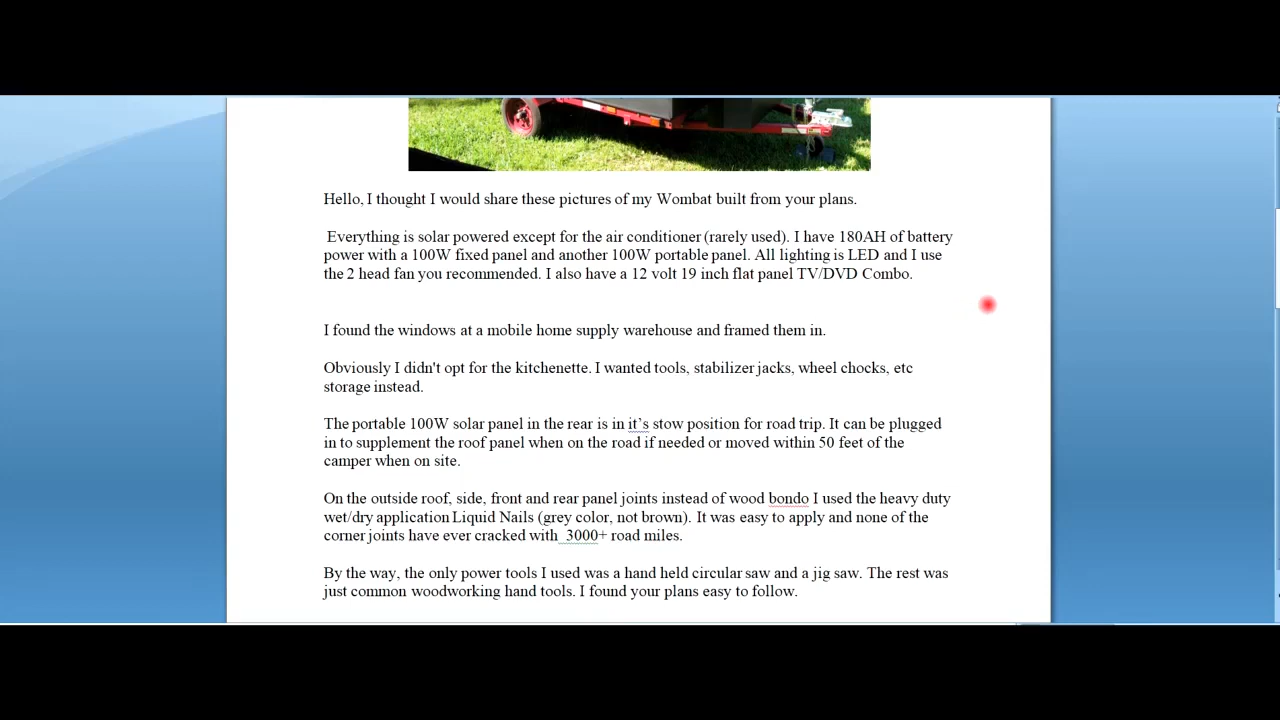 Hello, I thought I would share these pictures of my Wombat built from your plans.
Everything is solar powered except for the air conditioner (rarely used). I have 180AH of battery
power with a 100W fixed panel and another 100W portable panel. All lighting is LED and I use
the 2 head fan you recommended. I also have a 12 volt 19 inch flat panel TV/DVD Combo.
I found the windows at a mobile home supply warehouse and framed them in.
Obviously I didn't opt for the kitchenette. I wanted tools, stabilizer jacks, wheel chocks, etc
storage instead.
The portable 100W solar panel in the rear is in it’s stow position for road trip. It can be plugged
in to supplement the roof panel when on the road if needed or moved within 50 feet of the
camper when on site.
On the outside roof, side, front and rear panel joints instead of wood bondo I used the heavy duty
wet/dry application Liquid Nails (grey color, not brown). It was easy to apply and none of the
corner joints have ever cracked with  3000+ road miles.
By the way, the only power tools I used was a hand held circular saw and a jig saw. The rest was
just common woodworking hand tools. I found your plans easy to follow.